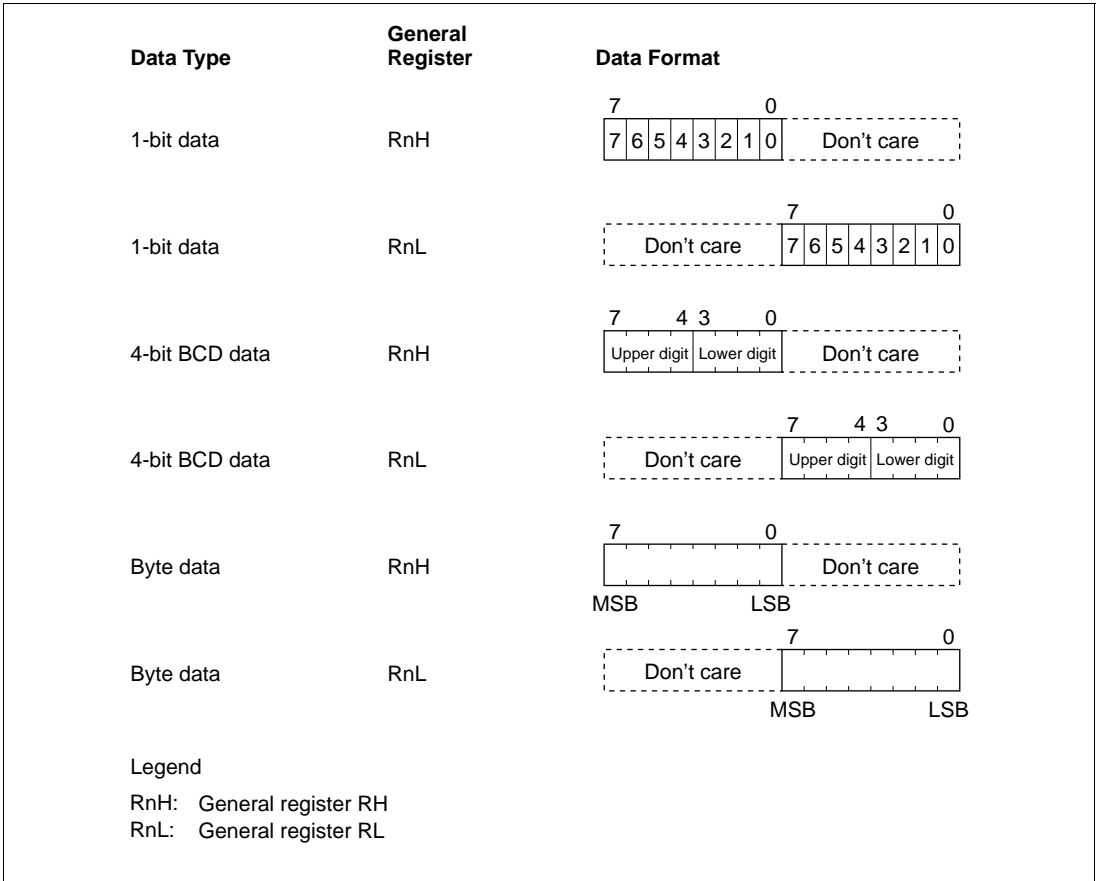 General
Data Type Register Data Format
7 0
1-bit data RnH 7 6 5 4 3 2 1 0 Don't care
7 0
1-bit data RnL Don't care 7 6 5 4 3 2 1 0
7 4 3 0
4-bit BCD data RnH Upper digit Lower digit Don't care
7 4 3 0
4-bit BCD data RnL Don't care Upper digit Lower digit
7 0
Byte data RnH Don't care
MSB LSB
7 0
Byte data RnL Don't care
MSB LSB
Legend
RnH: General register RH
RnL: General register RL